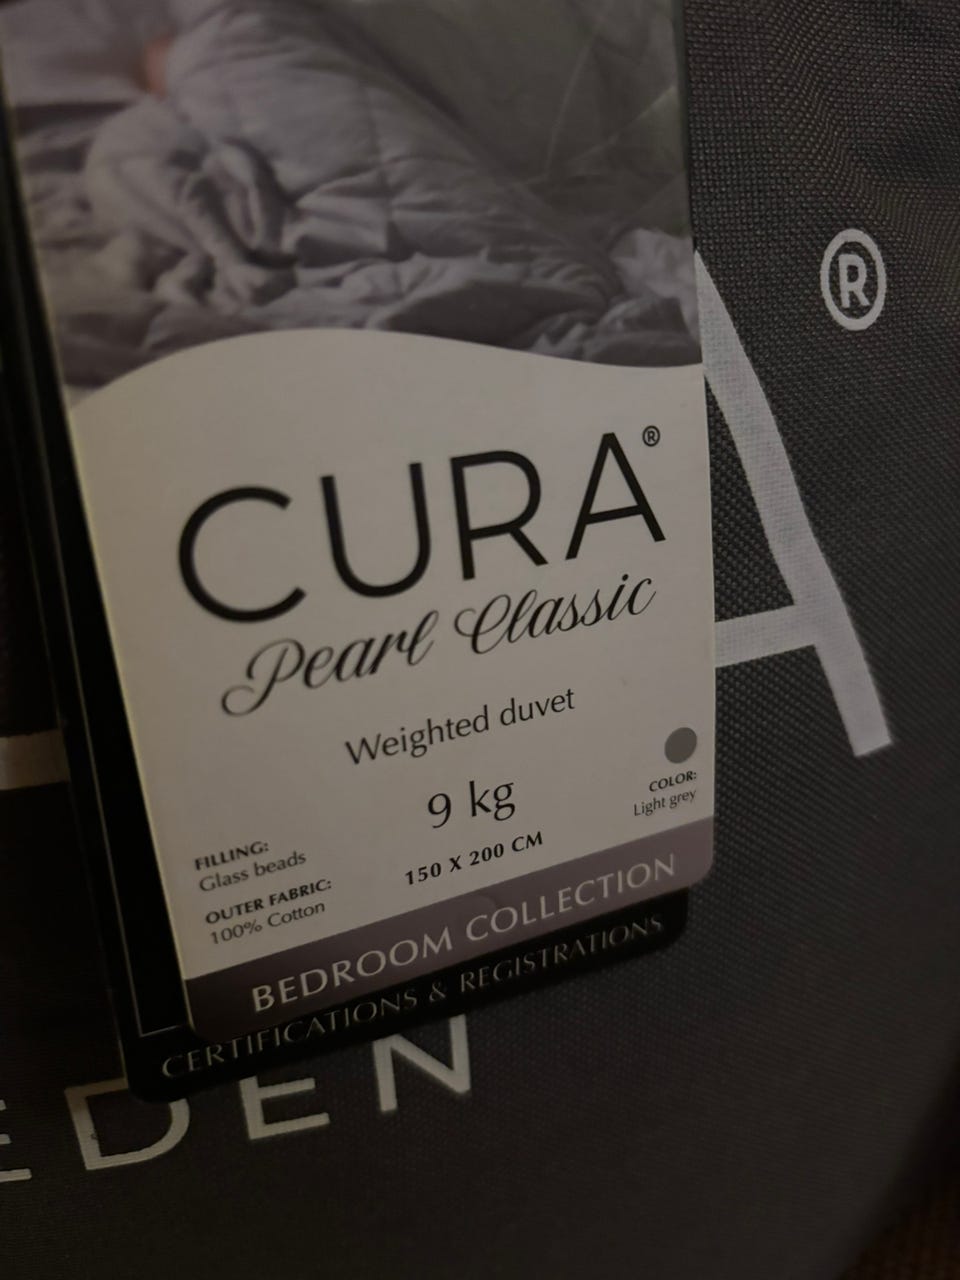 CURA®
Pearl Classic
Weighted duvet
9 kg
150 X 200 CM
FILLING:
Glass beads
OUTER FABRIC:
100% Cotton
COLOR:
Light grey
BEDROOM COLLECTION
CERTIFICATIONS & REGISTRATIONS
A®
EDEN